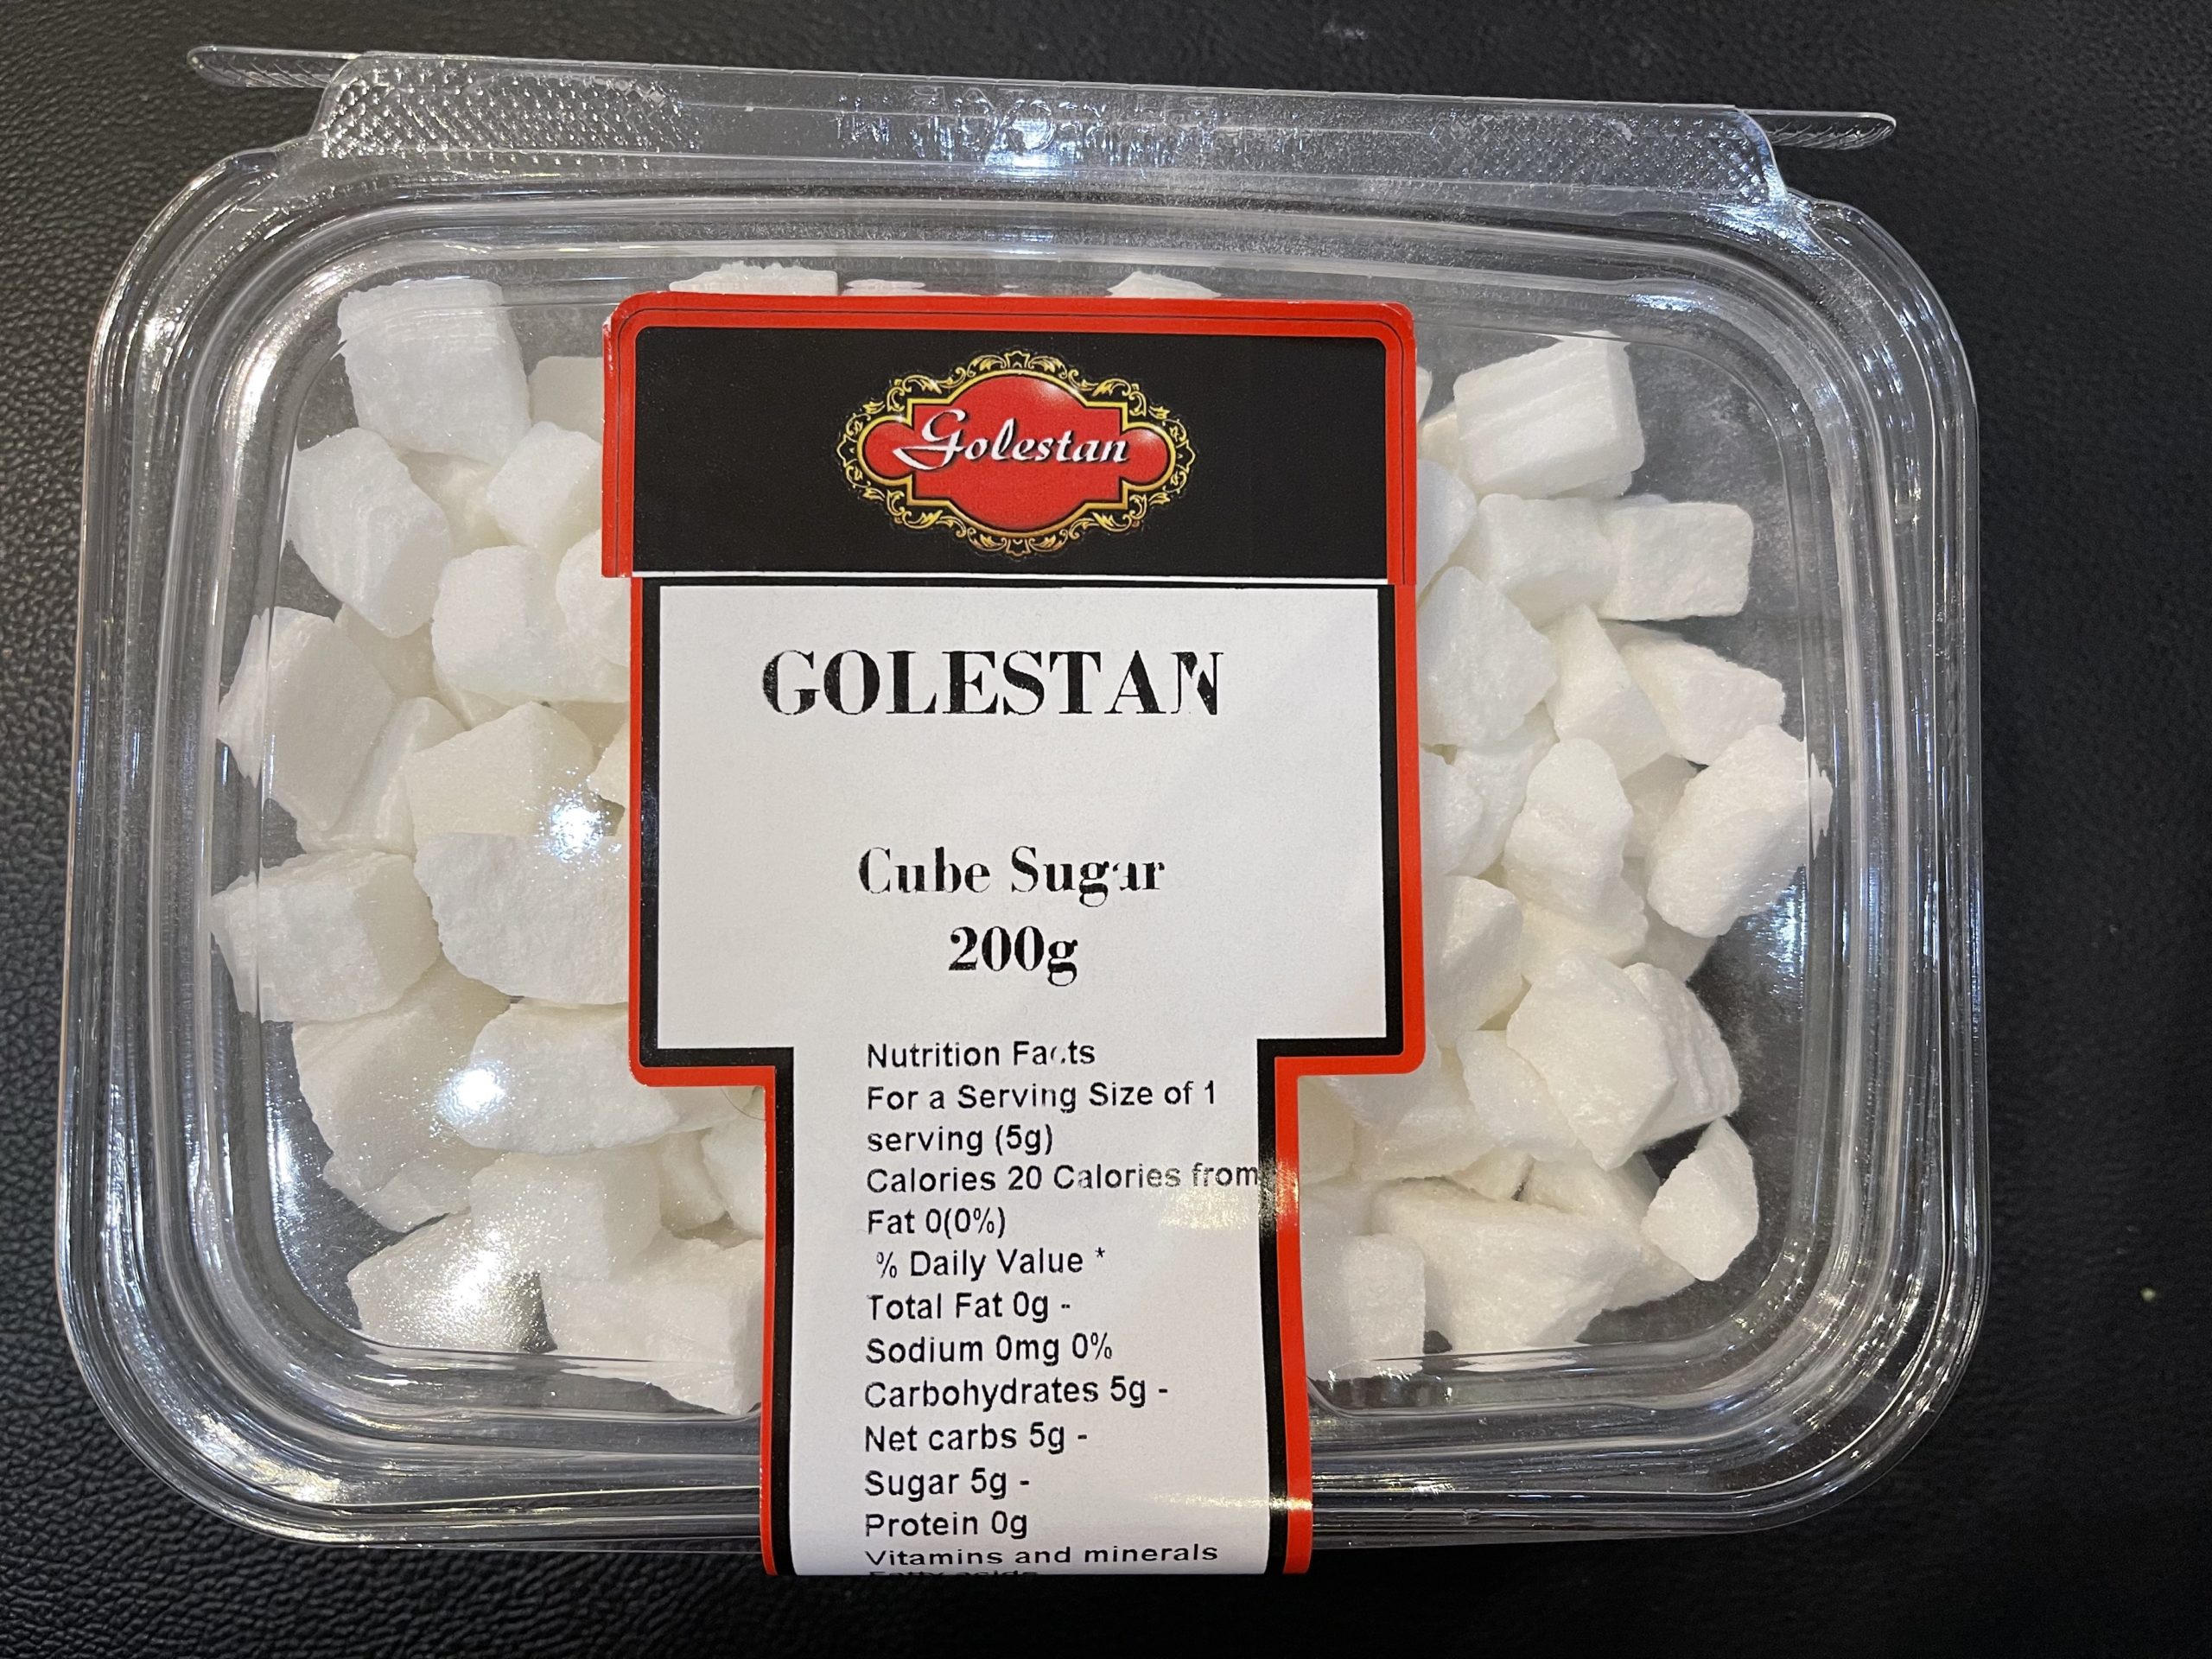 Golestan
GOLESTAN
Cube Sugar
200g
Nutrition Facts
For a Serving Size of 1
serving (5g)
Calories 20 Calories from
Fat 0(0%)
% Daily Value *
Total Fat 0g -
Sodium 0mg 0%
Carbohydrates 5g -
Net carbs 5g -
Sugar 5g -
Protein 0g
Vitamins and minerals
Fatty acids